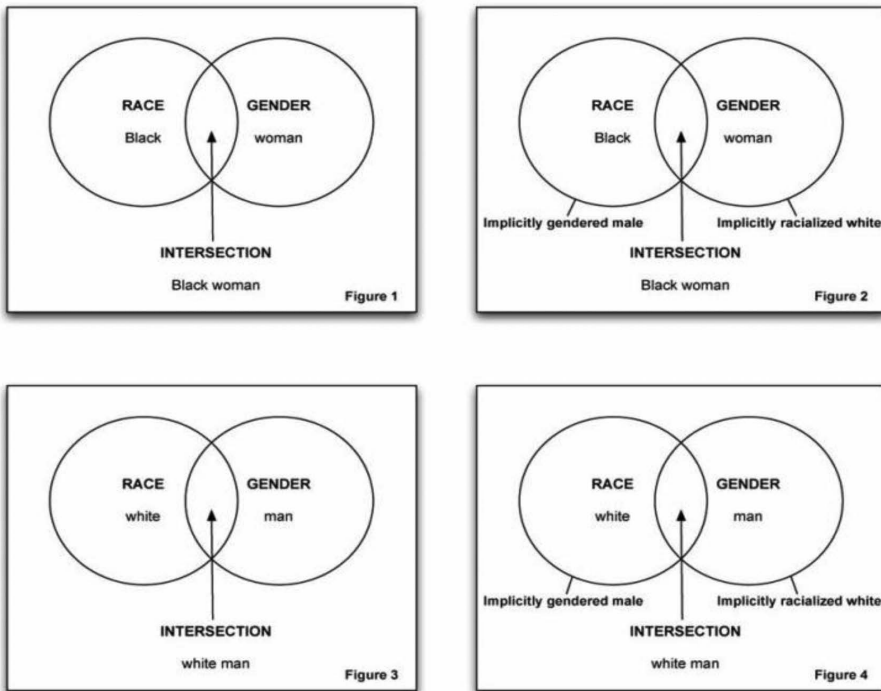 RACE GENDER
Black woman
INTERSECTION
Black woman
Figure 1
RACE GENDER
Black woman
Implicitly gendered male Implicitly racialized white
INTERSECTION
Black woman
Figure 2
RACE GENDER
white man
INTERSECTION
white man
Figure 3
RACE GENDER
white man
Implicitly gendered male Implicitly racialized white
INTERSECTION
white man
Figure 4